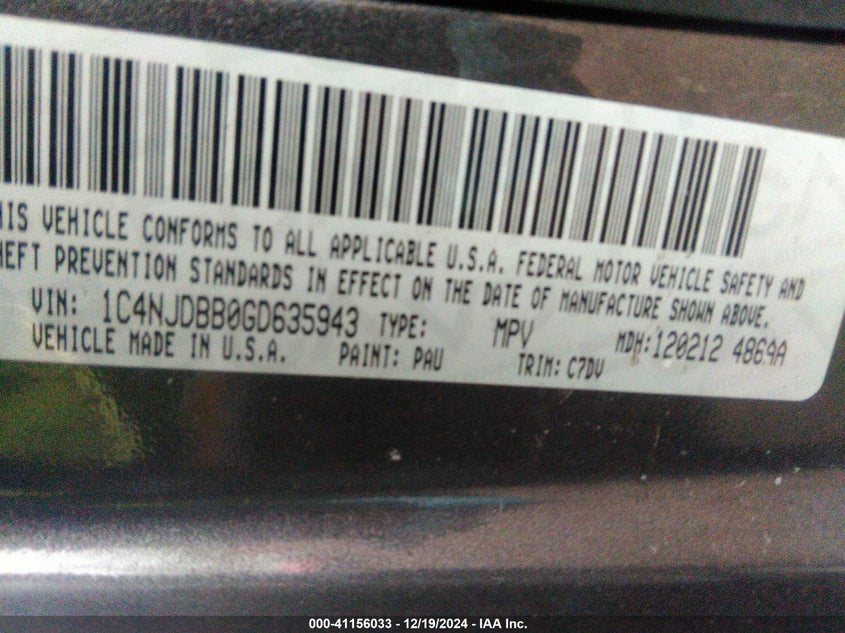 HIS VEHICLE CONFORMS TO ALL APPLICABLE U.S.A. FEDERAL MOTOR VEHICLE SAFETY AND
HEFT PREVENTION STANDARDS IN EFFECT ON THE DATE OF MANUFACTURE SHOWN ABOVE.
VIN: 1C4NJDBB0GD635943 TYPE: MPV MDH:120212 4869A
VEHICLE MADE IN U.S.A. PAINT: PAU TRIM: C7DV
000-41156033 - 12/19/2024 - IAA Inc.